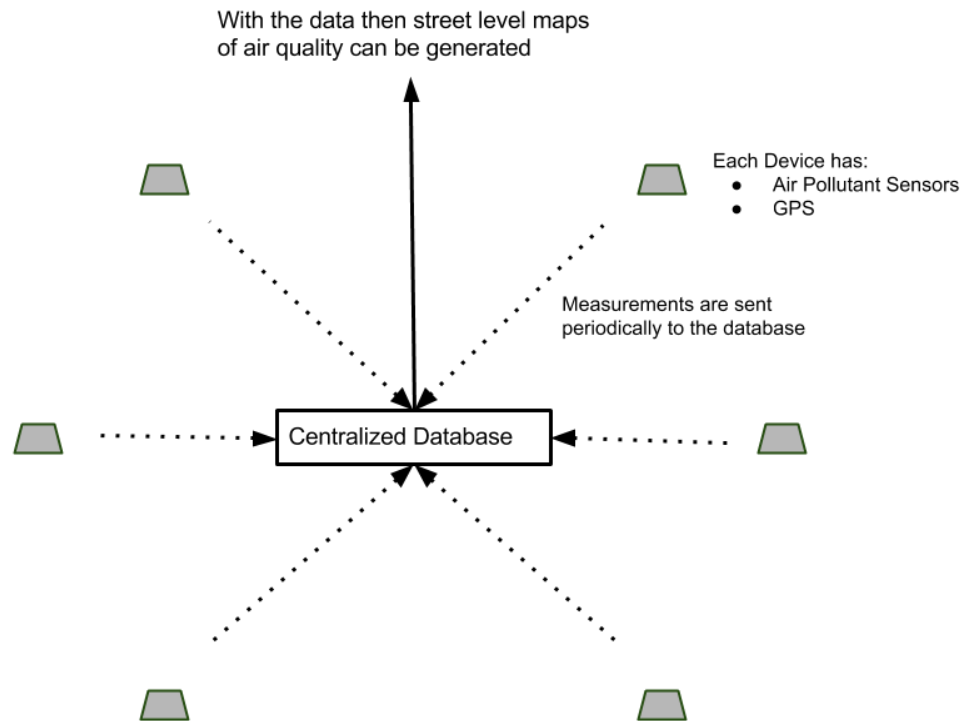 With the data then street level maps
of air quality can be generated
Each Device has:
● Air Pollutant Sensors
● GPS
Measurements are sent
periodically to the database
Centralized Database